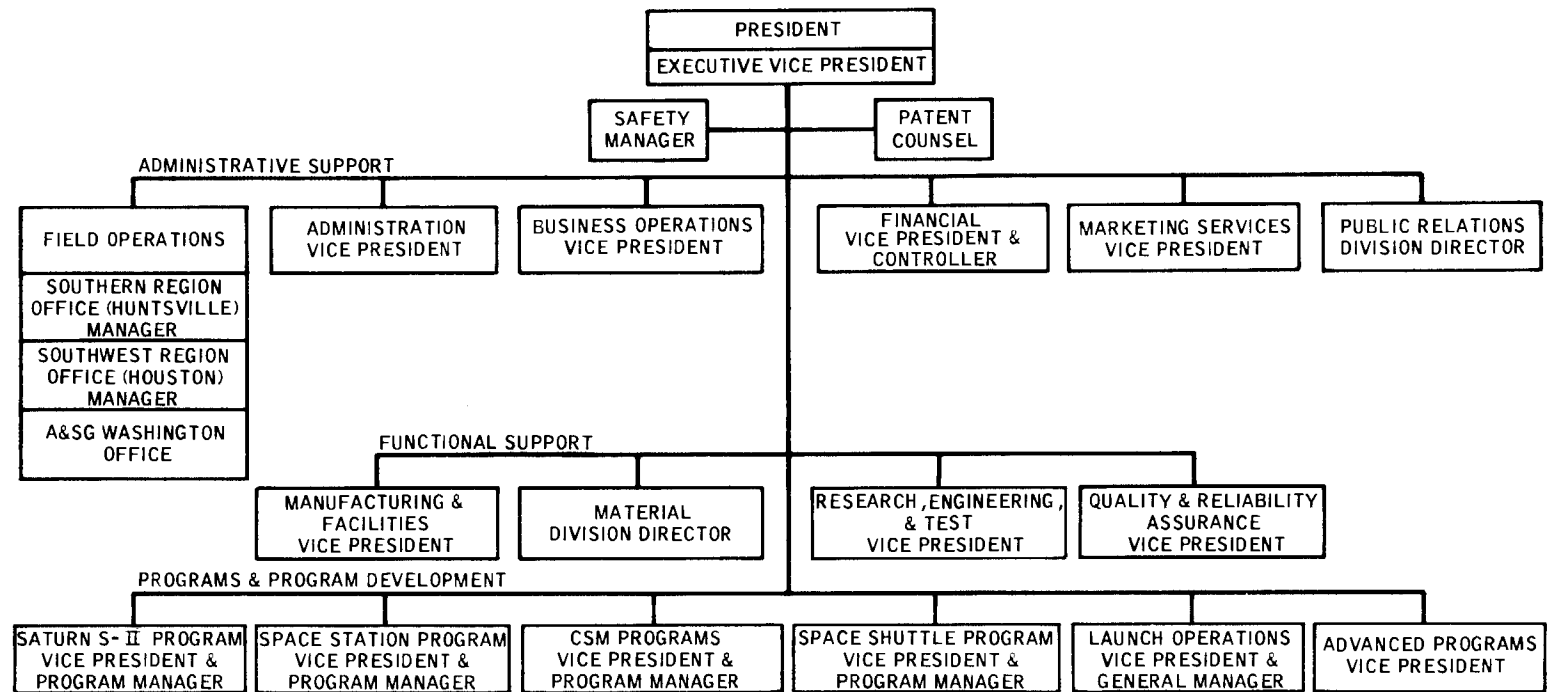 PRESIDENT
EXECUTIVE VICE PRESIDENT
SAFETY
MANAGER
PATENT
COUNSEL
ADMINISTRATIVE SUPPORT
FIELD OPERATIONS
SOUTHERN REGION
OFFICE (HUNTSVILLE)
MANAGER
SOUTHWEST REGION
OFFICE (HOUSTON)
MANAGER
A&SG WASHINGTON
OFFICE
ADMINISTRATION
VICE PRESIDENT
BUSINESS OPERATIONS
VICE PRESIDENT
FINANCIAL
VICE PRESIDENT &
CONTROLLER
MARKETING SERVICES
VICE PRESIDENT
PUBLIC RELATIONS
DIVISION DIRECTOR
FUNCTIONAL SUPPORT
MANUFACTURING &
FACILITIES
VICE PRESIDENT
MATERIAL
DIVISION DIRECTOR
RESEARCH, ENGINEERING,
& TEST
VICE PRESIDENT
QUALITY & RELIABILITY
ASSURANCE
VICE PRESIDENT
PROGRAMS & PROGRAM DEVELOPMENT
SATURN S-II PROGRAM
VICE PRESIDENT &
PROGRAM MANAGER
SPACE STATION PROGRAM
VICE PRESIDENT &
PROGRAM MANAGER
CSM PROGRAMS
VICE PRESIDENT &
PROGRAM MANAGER
SPACE SHUTTLE PROGRAM
VICE PRESIDENT &
PROGRAM MANAGER
LAUNCH OPERATIONS
VICE PRESIDENT &
GENERAL MANAGER
ADVANCED PROGRAMS
VICE PRESIDENT